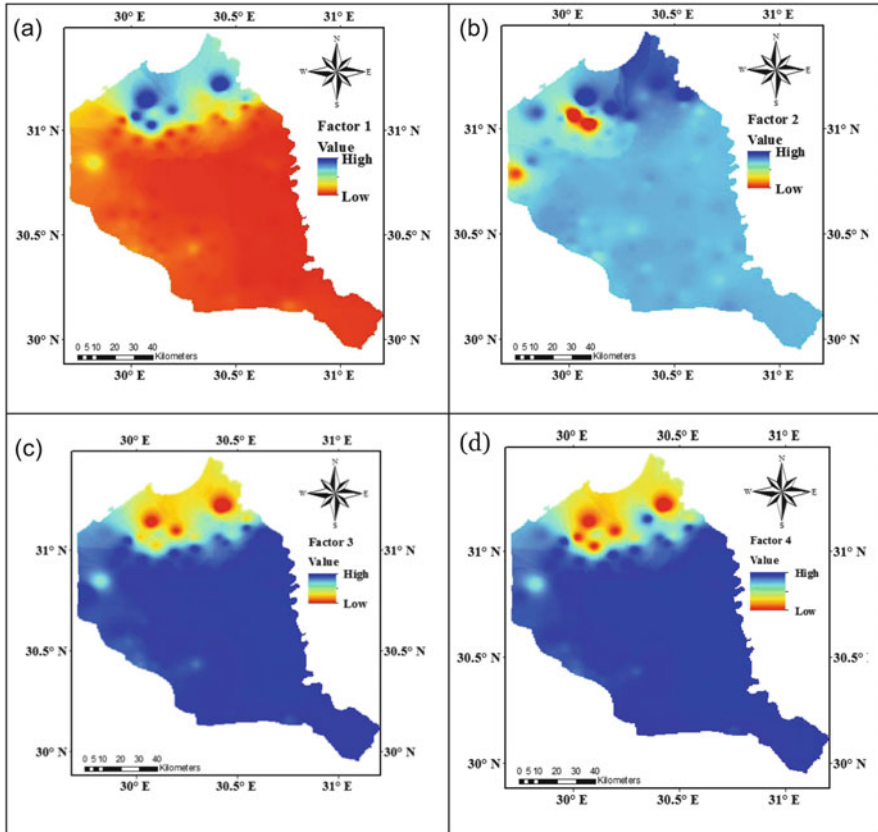 (a)
30° E 30.5° E 31° E
N
W E
S
31° N 31° N
Factor 1
Value
High
Low
30.5° N 30.5° N
30° N 30° N
0 5 10 20 30 40
Kilometers
30° E 30.5° E 31° E
(b)
30° E 30.5° E 31° E
N
W E
S
31° N 31° N
Factor 2
Value
High
Low
30.5° N 30.5° N
30° N 30° N
0 5 10 20 30 40
Kilometers
30° E 30.5° E 31° E
(c)
30° E 30.5° E 31° E
N
W E
S
31° N 31° N
Factor 3
Value
High
Low
30.5° N 30.5° N
30° N 30° N
0 5 10 20 30 40
Kilometers
30° E 30.5° E 31° E
(d)
30° E 30.5° E 31° E
N
W E
S
31° N 31° N
Factor 4
Value
High
Low
30.5° N 30.5° N
30° N 30° N
0 5 10 20 30 40
Kilometers
30° E 30.5° E 31° E